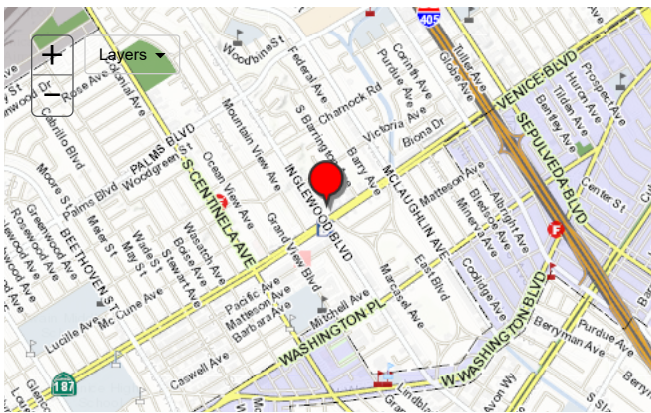 405
+
Layers
−
Woodbine St
Colonial Ave
Rose Ave
Cabrillo Blvd
Federal Ave
Corinth Ave
Purdue Ave
Tuller Ave
Globe Ave
Charnock Rd
VENICE BLVD
Prospect Ave
Huron Ave
Tilden Ave
Bentley Ave
SEPULVEDA BLVD
Mountain View Ave
S Barrington Ave
Victoria Ave
Biona Dr
Barry Ave
PALMS BLVD
Woodgreen St
Palms Blvd
Ocean View Ave
S CENTINELA AVE
INGLEWOOD BLVD
MCLAUGHLIN AVE
Matteson Ave
Minerva Ave
Bledsoe Ave
Albright Ave
Center St
Moore St
Greenwood Ave
Rosewood Ave
Meier St
May St
Wade St
Stewart Ave
Boise Ave
Wasatch Ave
Grand View Blvd
BEETHOVEN ST
F
East Blvd
Coolidge Ave
Mc Cune Ave
Lucille Ave
Pacific Ave
Matteson Ave
Barbara Ave
Mitchell Ave
Marcasel Ave
WASHINGTON PL
W WASHINGTON BLVD
Caswell Ave
Berryman Ave
Purdue Ave
187